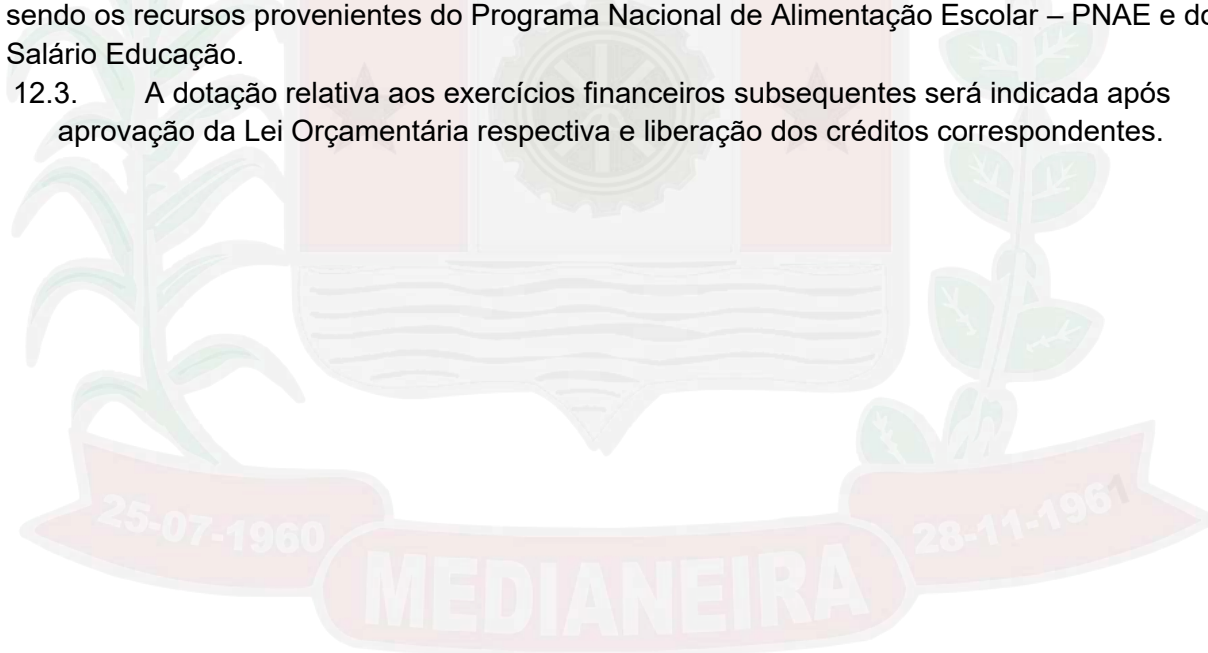 sendo os recursos provenientes do Programa Nacional de Alimentação Escolar – PNAE e do
Salário Educação.
12.3. A dotação relativa aos exercícios financeiros subsequentes será indicada após
aprovação da Lei Orçamentária respectiva e liberação dos créditos correspondentes.
25-07-1960
MEDIANEIRA
28-11-1961